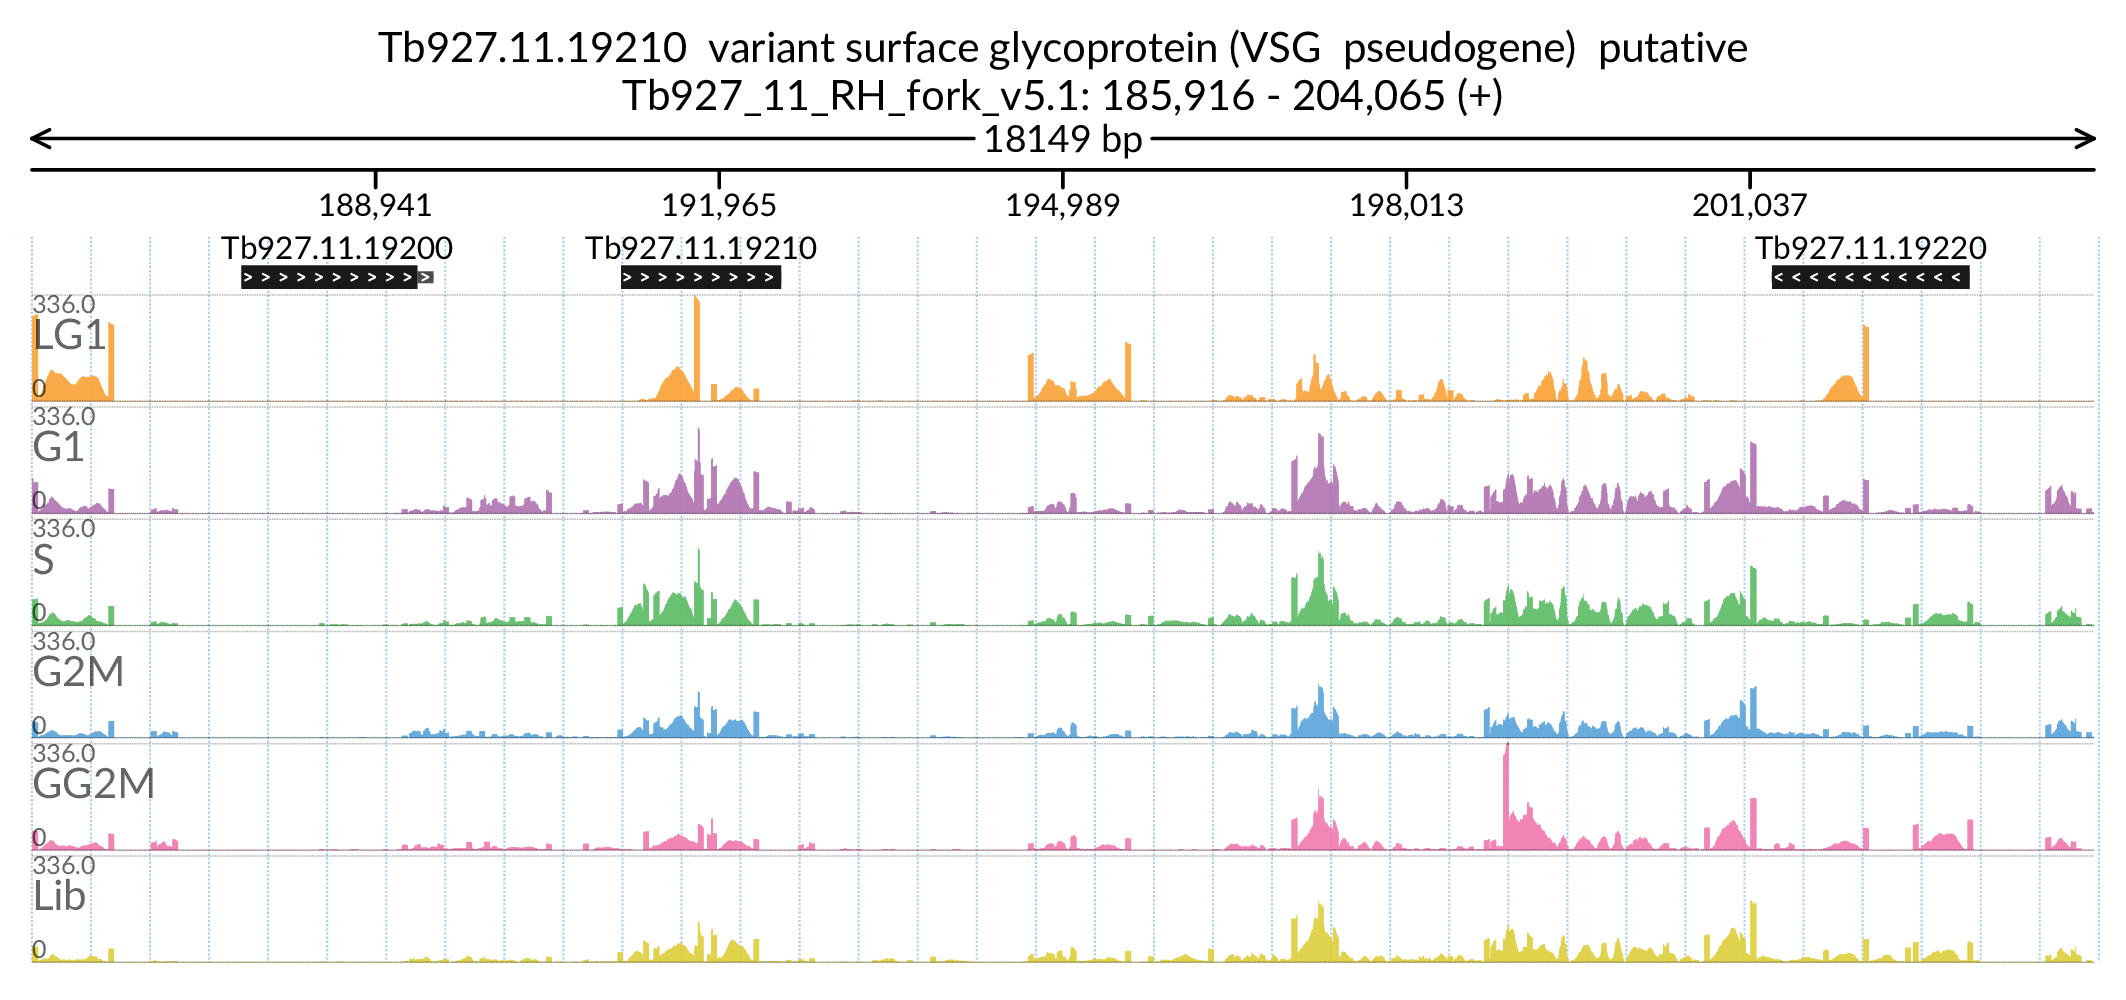 Tb927.11.19210 variant surface glycoprotein (VSG pseudogene) putative
Tb927_11_RH_fork_v5.1: 185,916 - 204,065 (+)
18149 bp
188,941 191,965 194,989 198,013 201,037
Tb927.11.19200 Tb927.11.19210 Tb927.11.19220
336.0
LG1
0
336.0
G1
0
336.0
S
0
336.0
G2M
0
336.0
GG2M
0
336.0
Lib
0